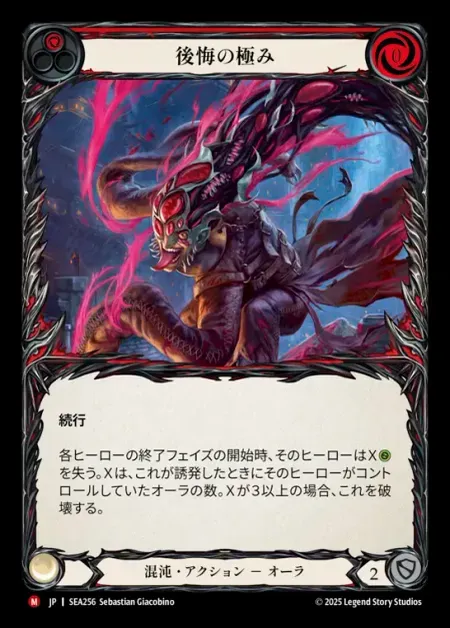 後悔の極み
0
続行
各ヒーローの終了フェイズの開始時、そのヒーローはX
を失う。Xは、これが誘発したときにそのヒーローがコント
ロールしていたオーラの数。Xが3以上の場合、これを破
壊する。
混沌・アクション － オーラ
2
M JP | SEA256 Sebastian Giacobino
© 2025 Legend Story Studios